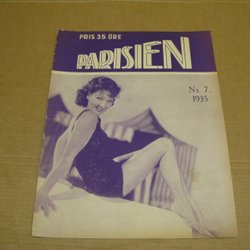 PRIS 35 ÖRE
PARISIEN
Nr. 7
1935